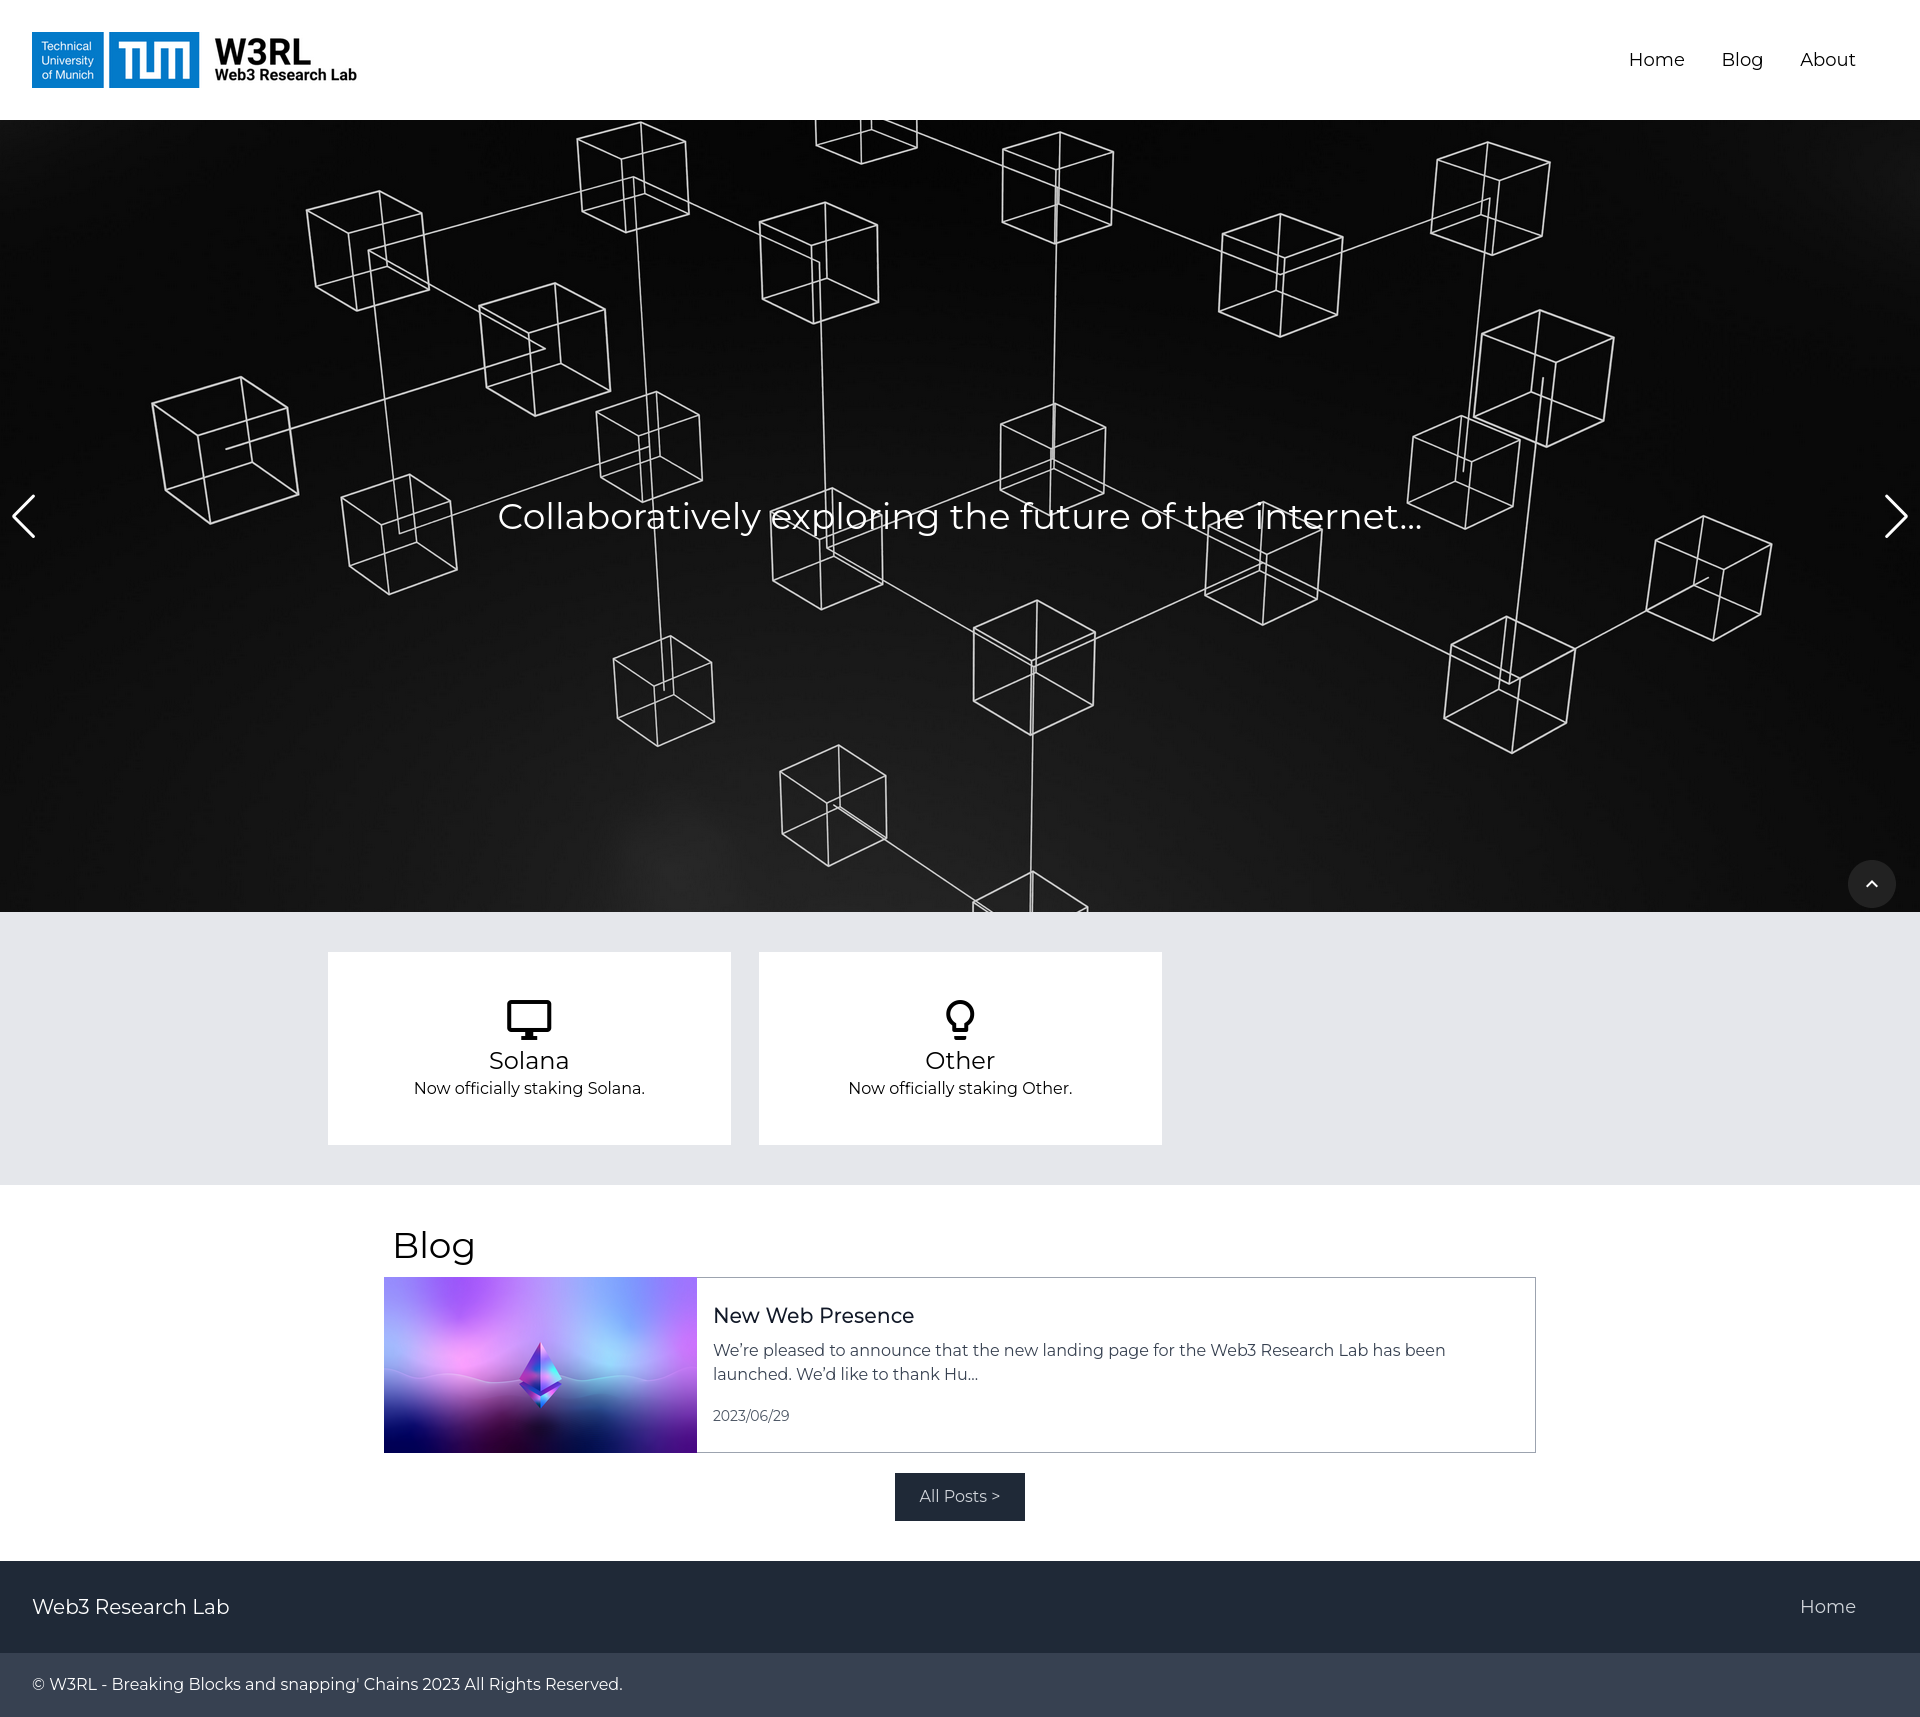 Technical
University
of Munich
TUM
W3RL
Web3 Research Lab
Home
Blog
About
Collaboratively exploring the future of the internet...
Solana
Now officially staking Solana.
Other
Now officially staking Other.
Blog
New Web Presence
We’re pleased to announce that the new landing page for the Web3 Research Lab has been
launched. We’d like to thank Hu...
2023/06/29
All Posts >
Web3 Research Lab
Home
© W3RL - Breaking Blocks and snapping' Chains 2023 All Rights Reserved.